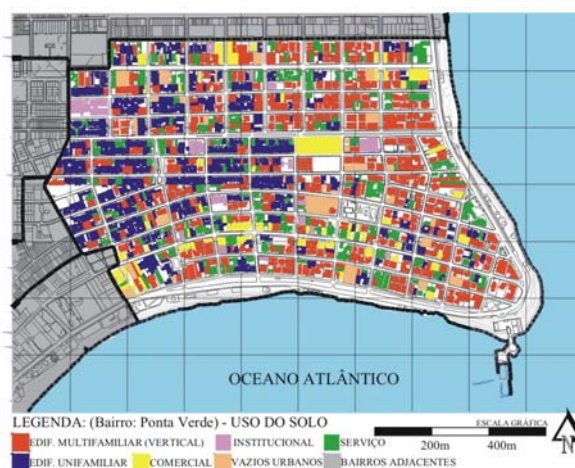 OCEANO ATLÂNTICO
LEGENDA: (Bairro: Ponta Verde) - USO DO SOLO
ESCALA GRÁFICA
200m 400m
N
EDIF. MULTIFAMILIAR (VERTICAL) INSTITUCIONAL SERVIÇO
EDIF. UNIFAMILIAR COMERCIAL VAZIOS URBANOS BAIRROS ADJACENTES